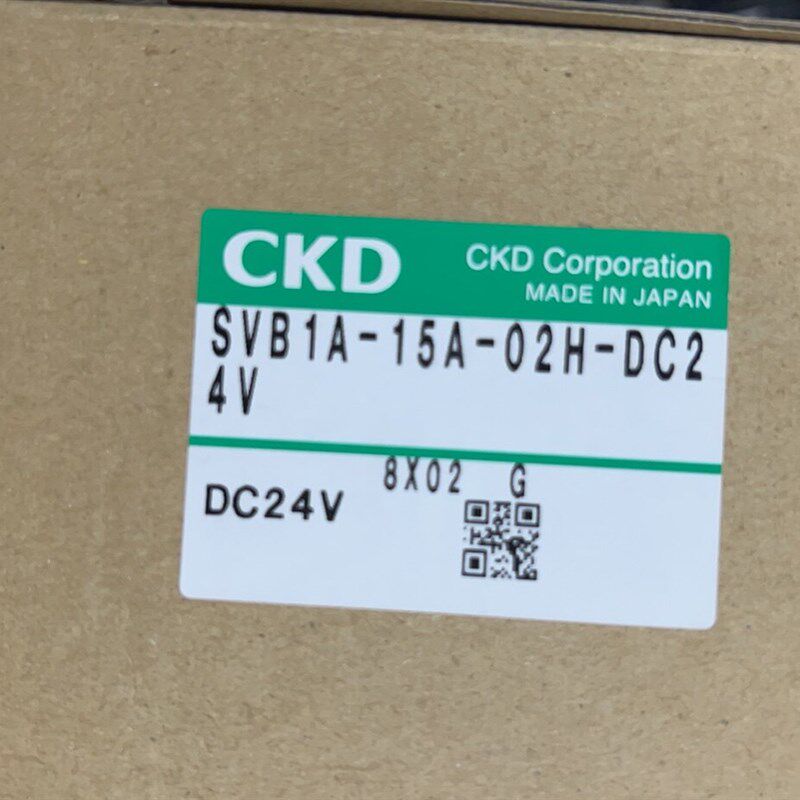 CKD
CKD Corporation
MADE IN JAPAN
SVB1A-15A-02H-DC2
4V
8X02 G
DC24V